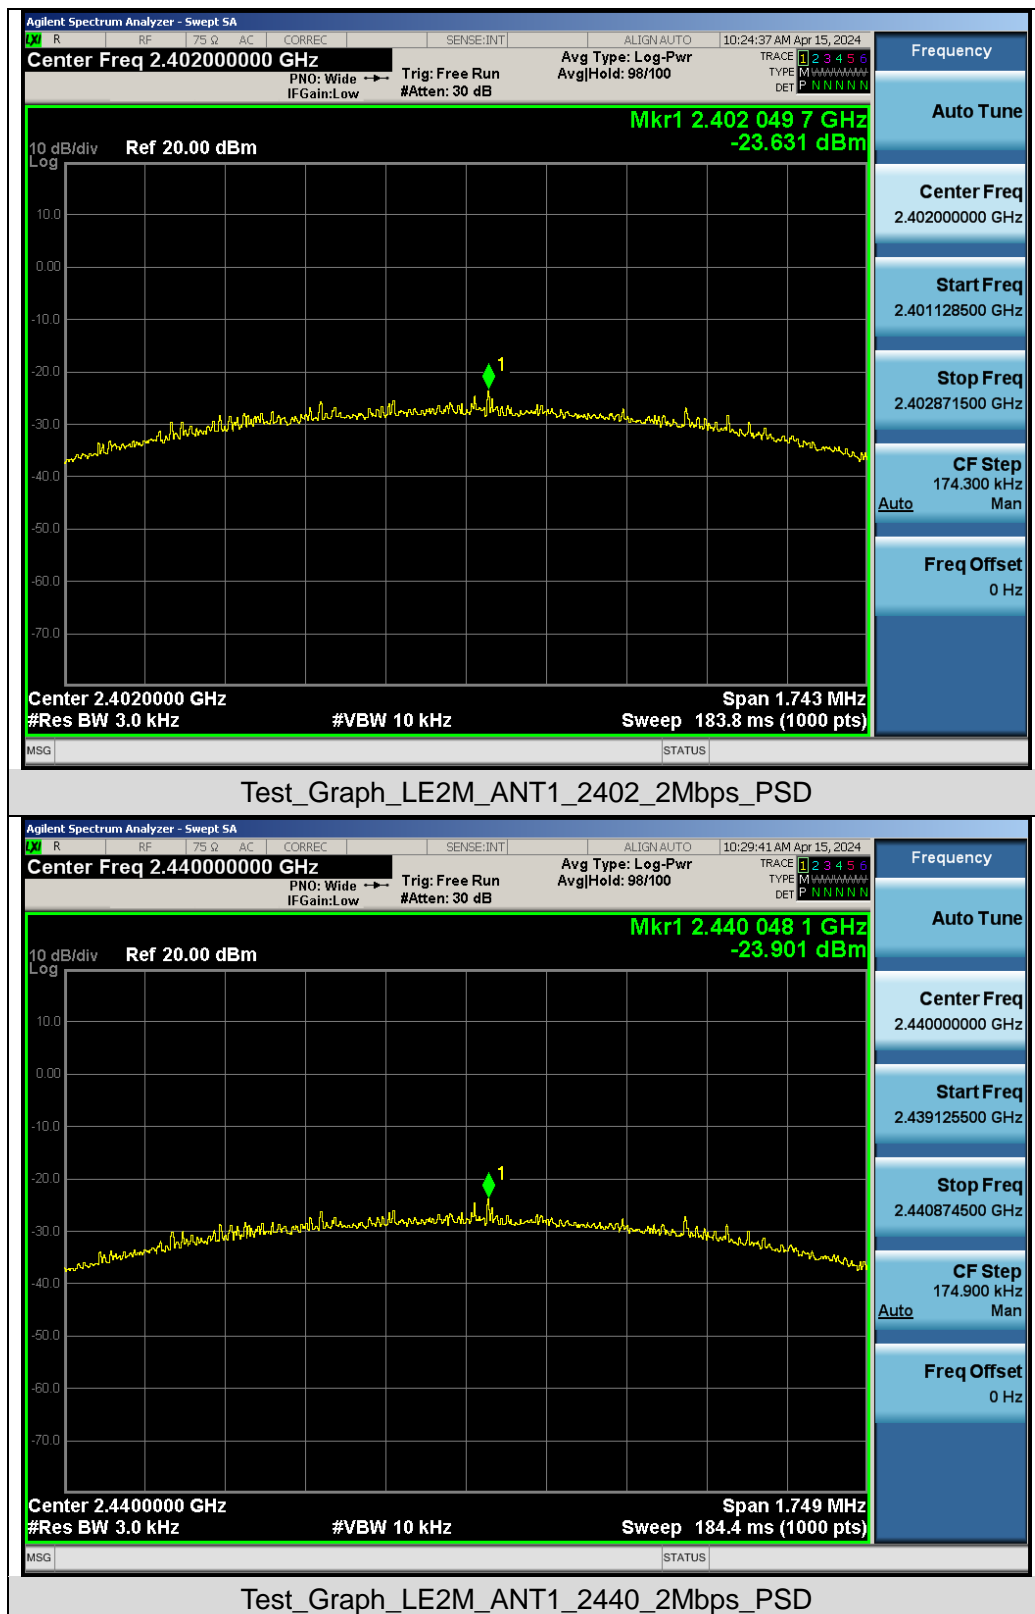 Agilent Spectrum Analyzer - Swept SA
LXI R RF 75 Ω AC CORREC SENSE:INT ALIGN AUTO 10:24:37 AM Apr 15, 2024
Center Freq 2.402000000 GHz
PNO: Wide
IFGain:Low
Trig: Free Run
#Atten: 30 dB
Avg Type: Log-Pwr
Avg|Hold: 98/100
TRACE 1 2 3 4 5 6
TYPE M
DET P N N N N N
Mkr1 2.402 049 7 GHz
-23.631 dBm
10 dB/div Ref 20.00 dBm
Log
10.0
0.00
-10.0
-20.0
-30.0
-40.0
-50.0
-60.0
-70.0
1
Center 2.4020000 GHz Span 1.743 MHz
#Res BW 3.0 kHz #VBW 10 kHz Sweep 183.8 ms (1000 pts)
MSG STATUS
Frequency
Auto Tune
Center Freq
2.402000000 GHz
Start Freq
2.401128500 GHz
Stop Freq
2.402871500 GHz
CF Step
174.300 kHz
Auto Man
Freq Offset
0 Hz
Test_Graph_LE2M_ANT1_2402_2Mbps_PSD
Agilent Spectrum Analyzer - Swept SA
LXI R RF 75 Ω AC CORREC SENSE:INT ALIGN AUTO 10:29:41 AM Apr 15, 2024
Center Freq 2.440000000 GHz
PNO: Wide
IFGain:Low
Trig: Free Run
#Atten: 30 dB
Avg Type: Log-Pwr
Avg|Hold: 98/100
TRACE 1 2 3 4 5 6
TYPE M
DET P N N N N N
Mkr1 2.440 048 1 GHz
-23.901 dBm
10 dB/div Ref 20.00 dBm
Log
10.0
0.00
-10.0
-20.0
-30.0
-40.0
-50.0
-60.0
-70.0
1
Center 2.4400000 GHz Span 1.749 MHz
#Res BW 3.0 kHz #VBW 10 kHz Sweep 184.4 ms (1000 pts)
MSG STATUS
Frequency
Auto Tune
Center Freq
2.440000000 GHz
Start Freq
2.439125500 GHz
Stop Freq
2.440874500 GHz
CF Step
174.900 kHz
Auto Man
Freq Offset
0 Hz
Test_Graph_LE2M_ANT1_2440_2Mbps_PSD